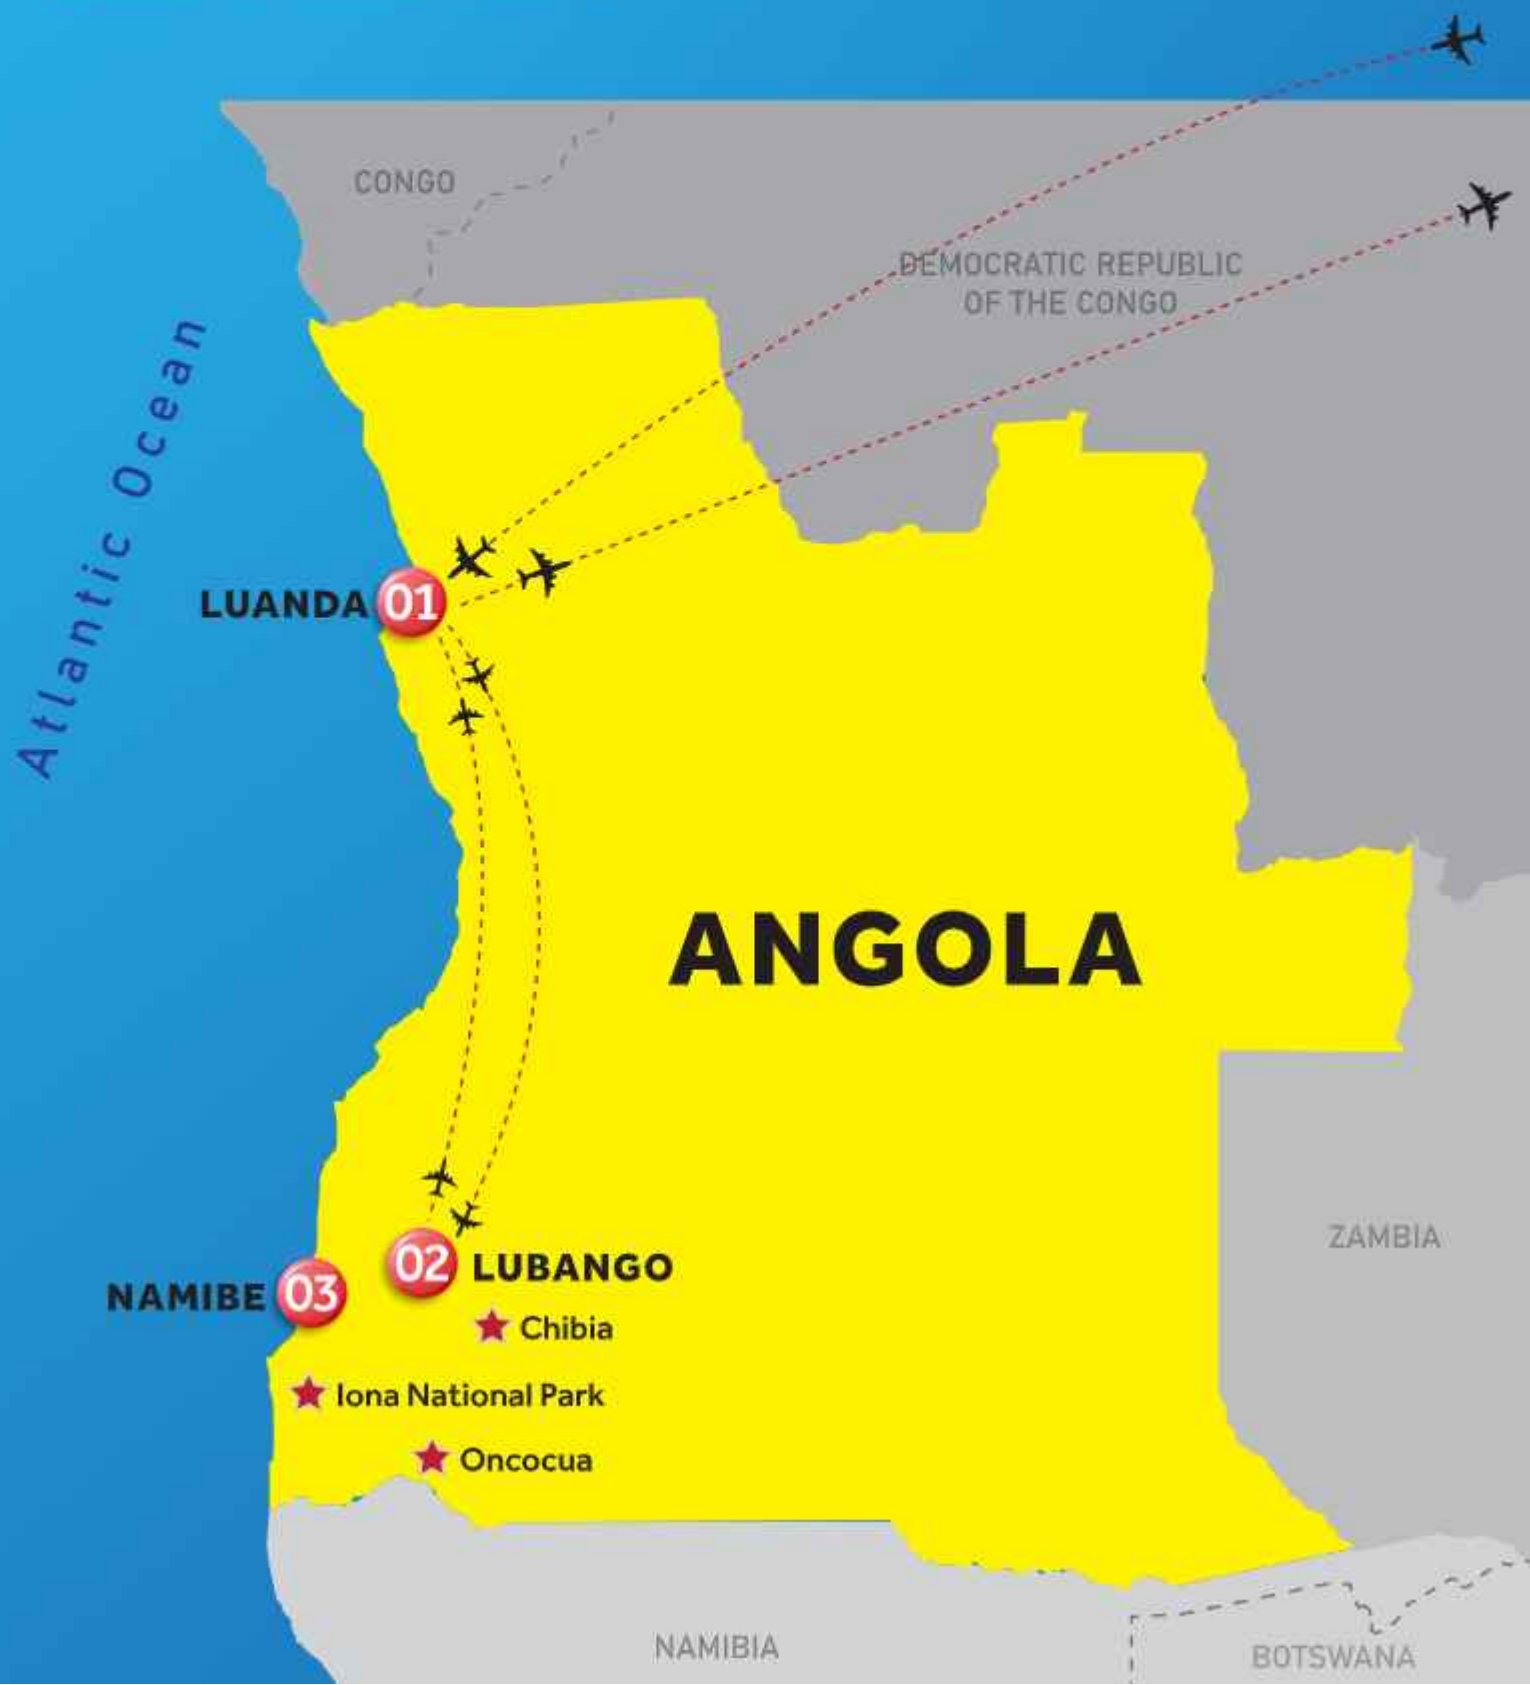 CONGO
DEMOCRATIC REPUBLIC
OF THE CONGO
Atlantic Ocean
LUANDA 01
ANGOLA
ZAMBIA
02 LUBANGO
NAMIBE 03
Chibia
Iona National Park
Oncocua
NAMIBIA
BOTSWANA